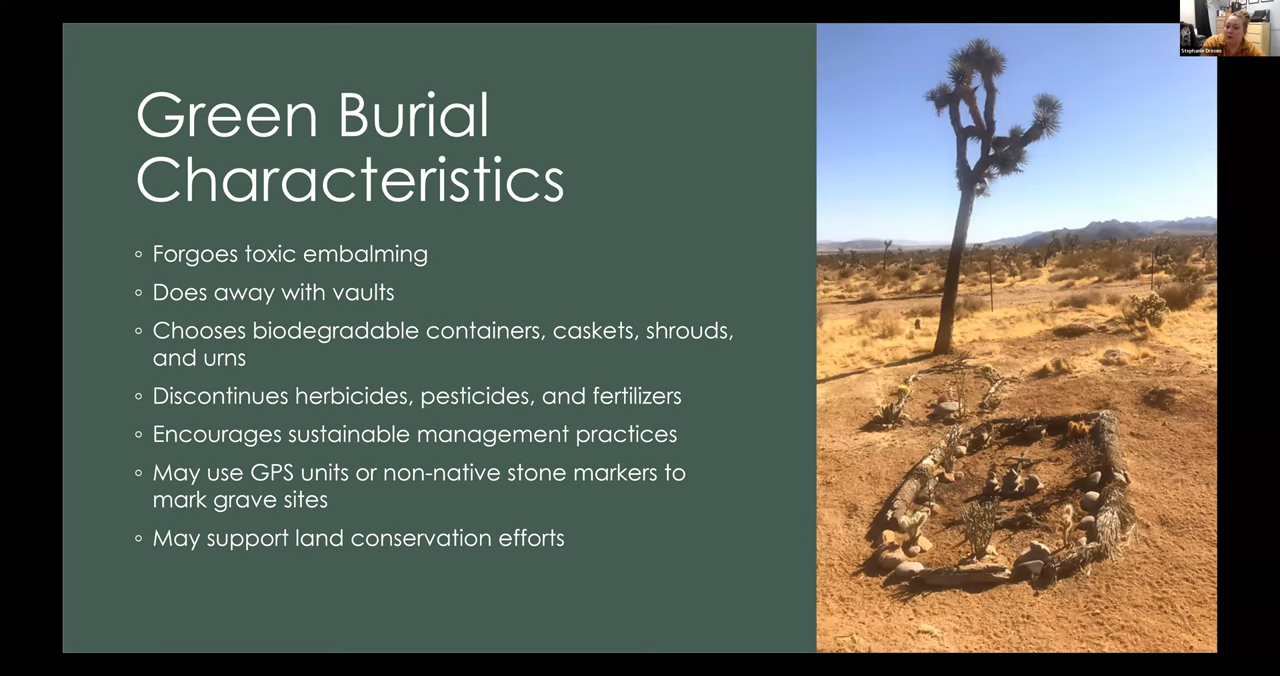 Green Burial
Characteristics
◦ Forgoes toxic embalming
◦ Does away with vaults
◦ Chooses biodegradable containers, caskets, shrouds,
and urns
◦ Discontinues herbicides, pesticides, and fertilizers
◦ Encourages sustainable management practices
◦ May use GPS units or non-native stone markers to
mark grave sites
◦ May support land conservation efforts
Stephanie Dresen